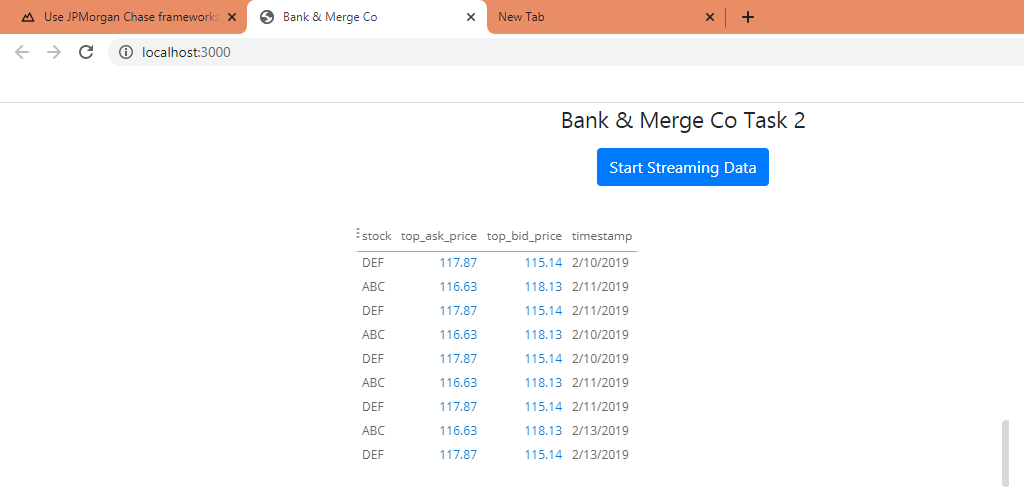 Use JPMorgan Chase frameworks
Bank & Merge Co
New Tab
localhost:3000
Bank & Merge Co Task 2
Start Streaming Data
stock top_ask_price top_bid_price timestamp
DEF 117.87 115.14 2/10/2019
ABC 116.63 118.13 2/11/2019
DEF 117.87 115.14 2/11/2019
ABC 116.63 118.13 2/10/2019
DEF 117.87 115.14 2/10/2019
ABC 116.63 118.13 2/11/2019
DEF 117.87 115.14 2/11/2019
ABC 116.63 118.13 2/13/2019
DEF 117.87 115.14 2/13/2019